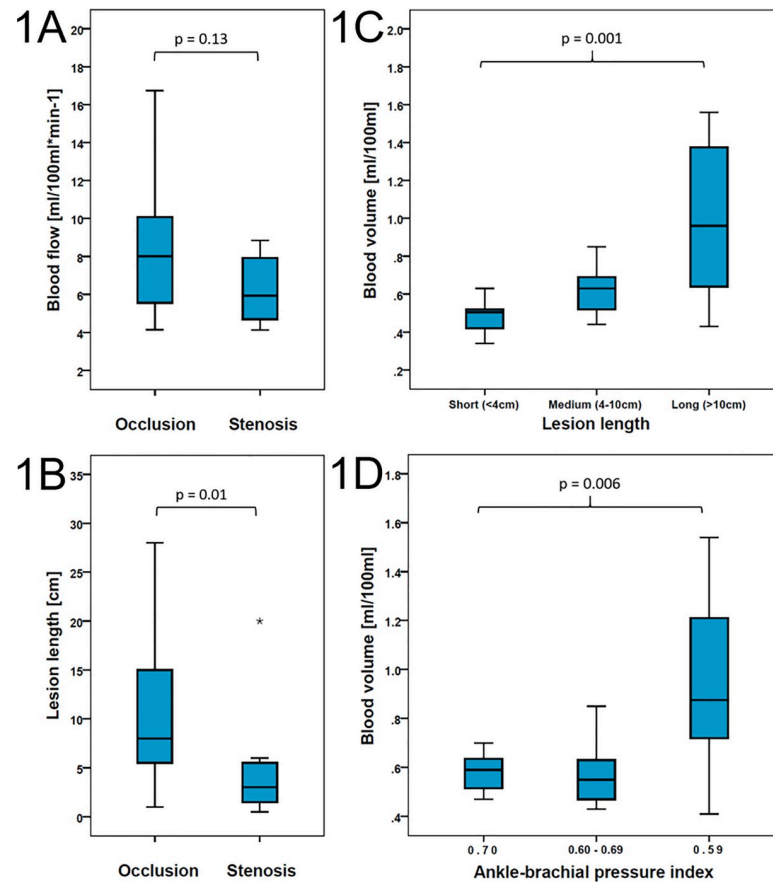 1A
20
18
16
14
12
10
8
6
4
2
Blood flow [ml/100ml*min-1]
p = 0.13
Occlusion Stenosis
1C
2.0
1.8
1.6
1.4
1.2
1.0
.8
.6
.4
.2
Blood volume [ml/100ml]
p = 0.001
Short (<4cm) Medium (4-10cm) Long (>10cm)
Lesion length
1B
35
30
25
20
15
10
5
0
Lesion length [cm]
p = 0.01
*
Occlusion Stenosis
1D
1.8
1.6
1.4
1.2
1.0
.8
.6
.4
Blood volume [ml/100ml]
p = 0.006
0.70 0.60 - 0.69 0.59
Ankle-brachial pressure index